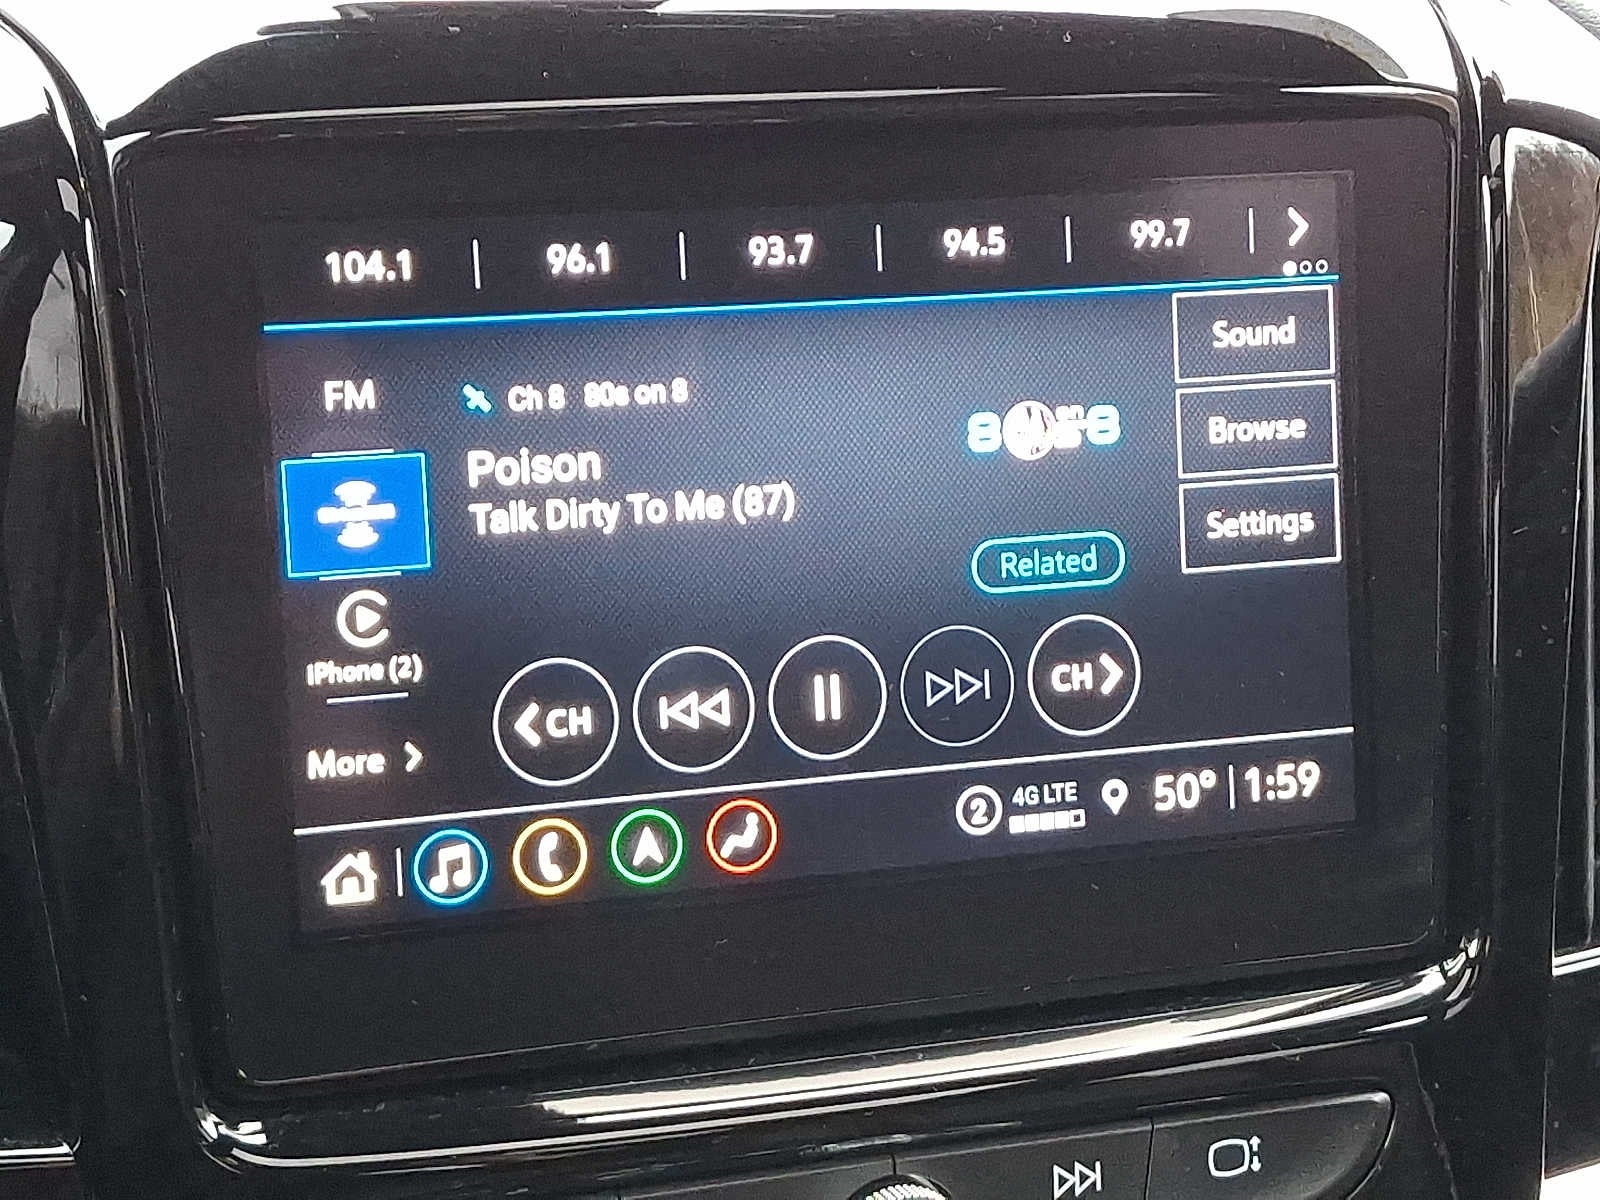 104.1 | 96.1 | 93.7 | 94.5 | 99.7
Sound
FM
Ch 8 80s on 8
Browse
Poison
Talk Dirty To Me (87)
Settings
Related
iPhone (2)
CH
CH
More
2 4G LTE 50° | 1:59